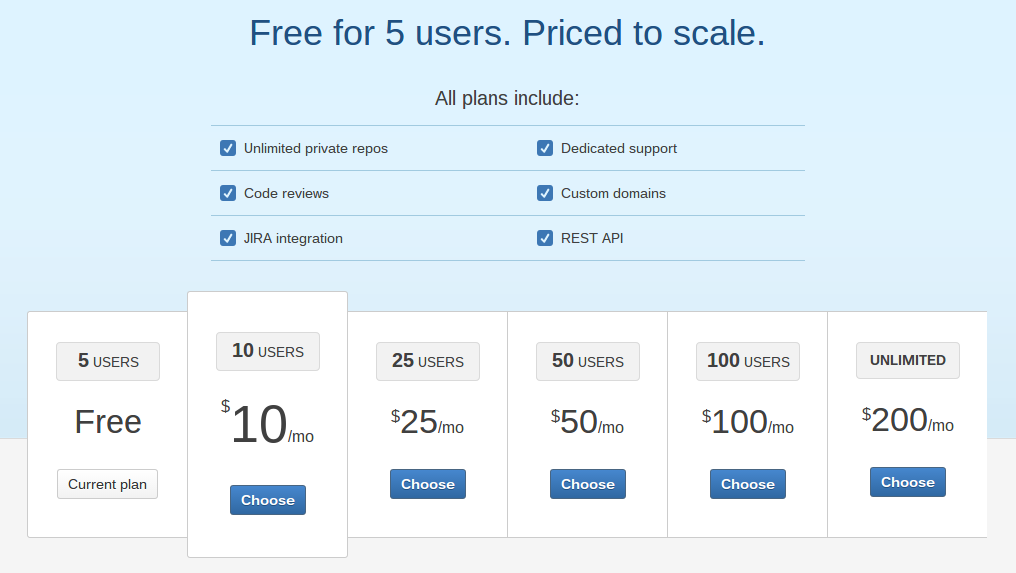 Free for 5 users. Priced to scale.
All plans include:
Unlimited private repos
Dedicated support
Code reviews
Custom domains
JIRA integration
REST API
5 USERS
Free
Current plan
10 USERS
$10/mo
Choose
25 USERS
$25/mo
Choose
50 USERS
$50/mo
Choose
100 USERS
$100/mo
Choose
UNLIMITED
$200/mo
Choose